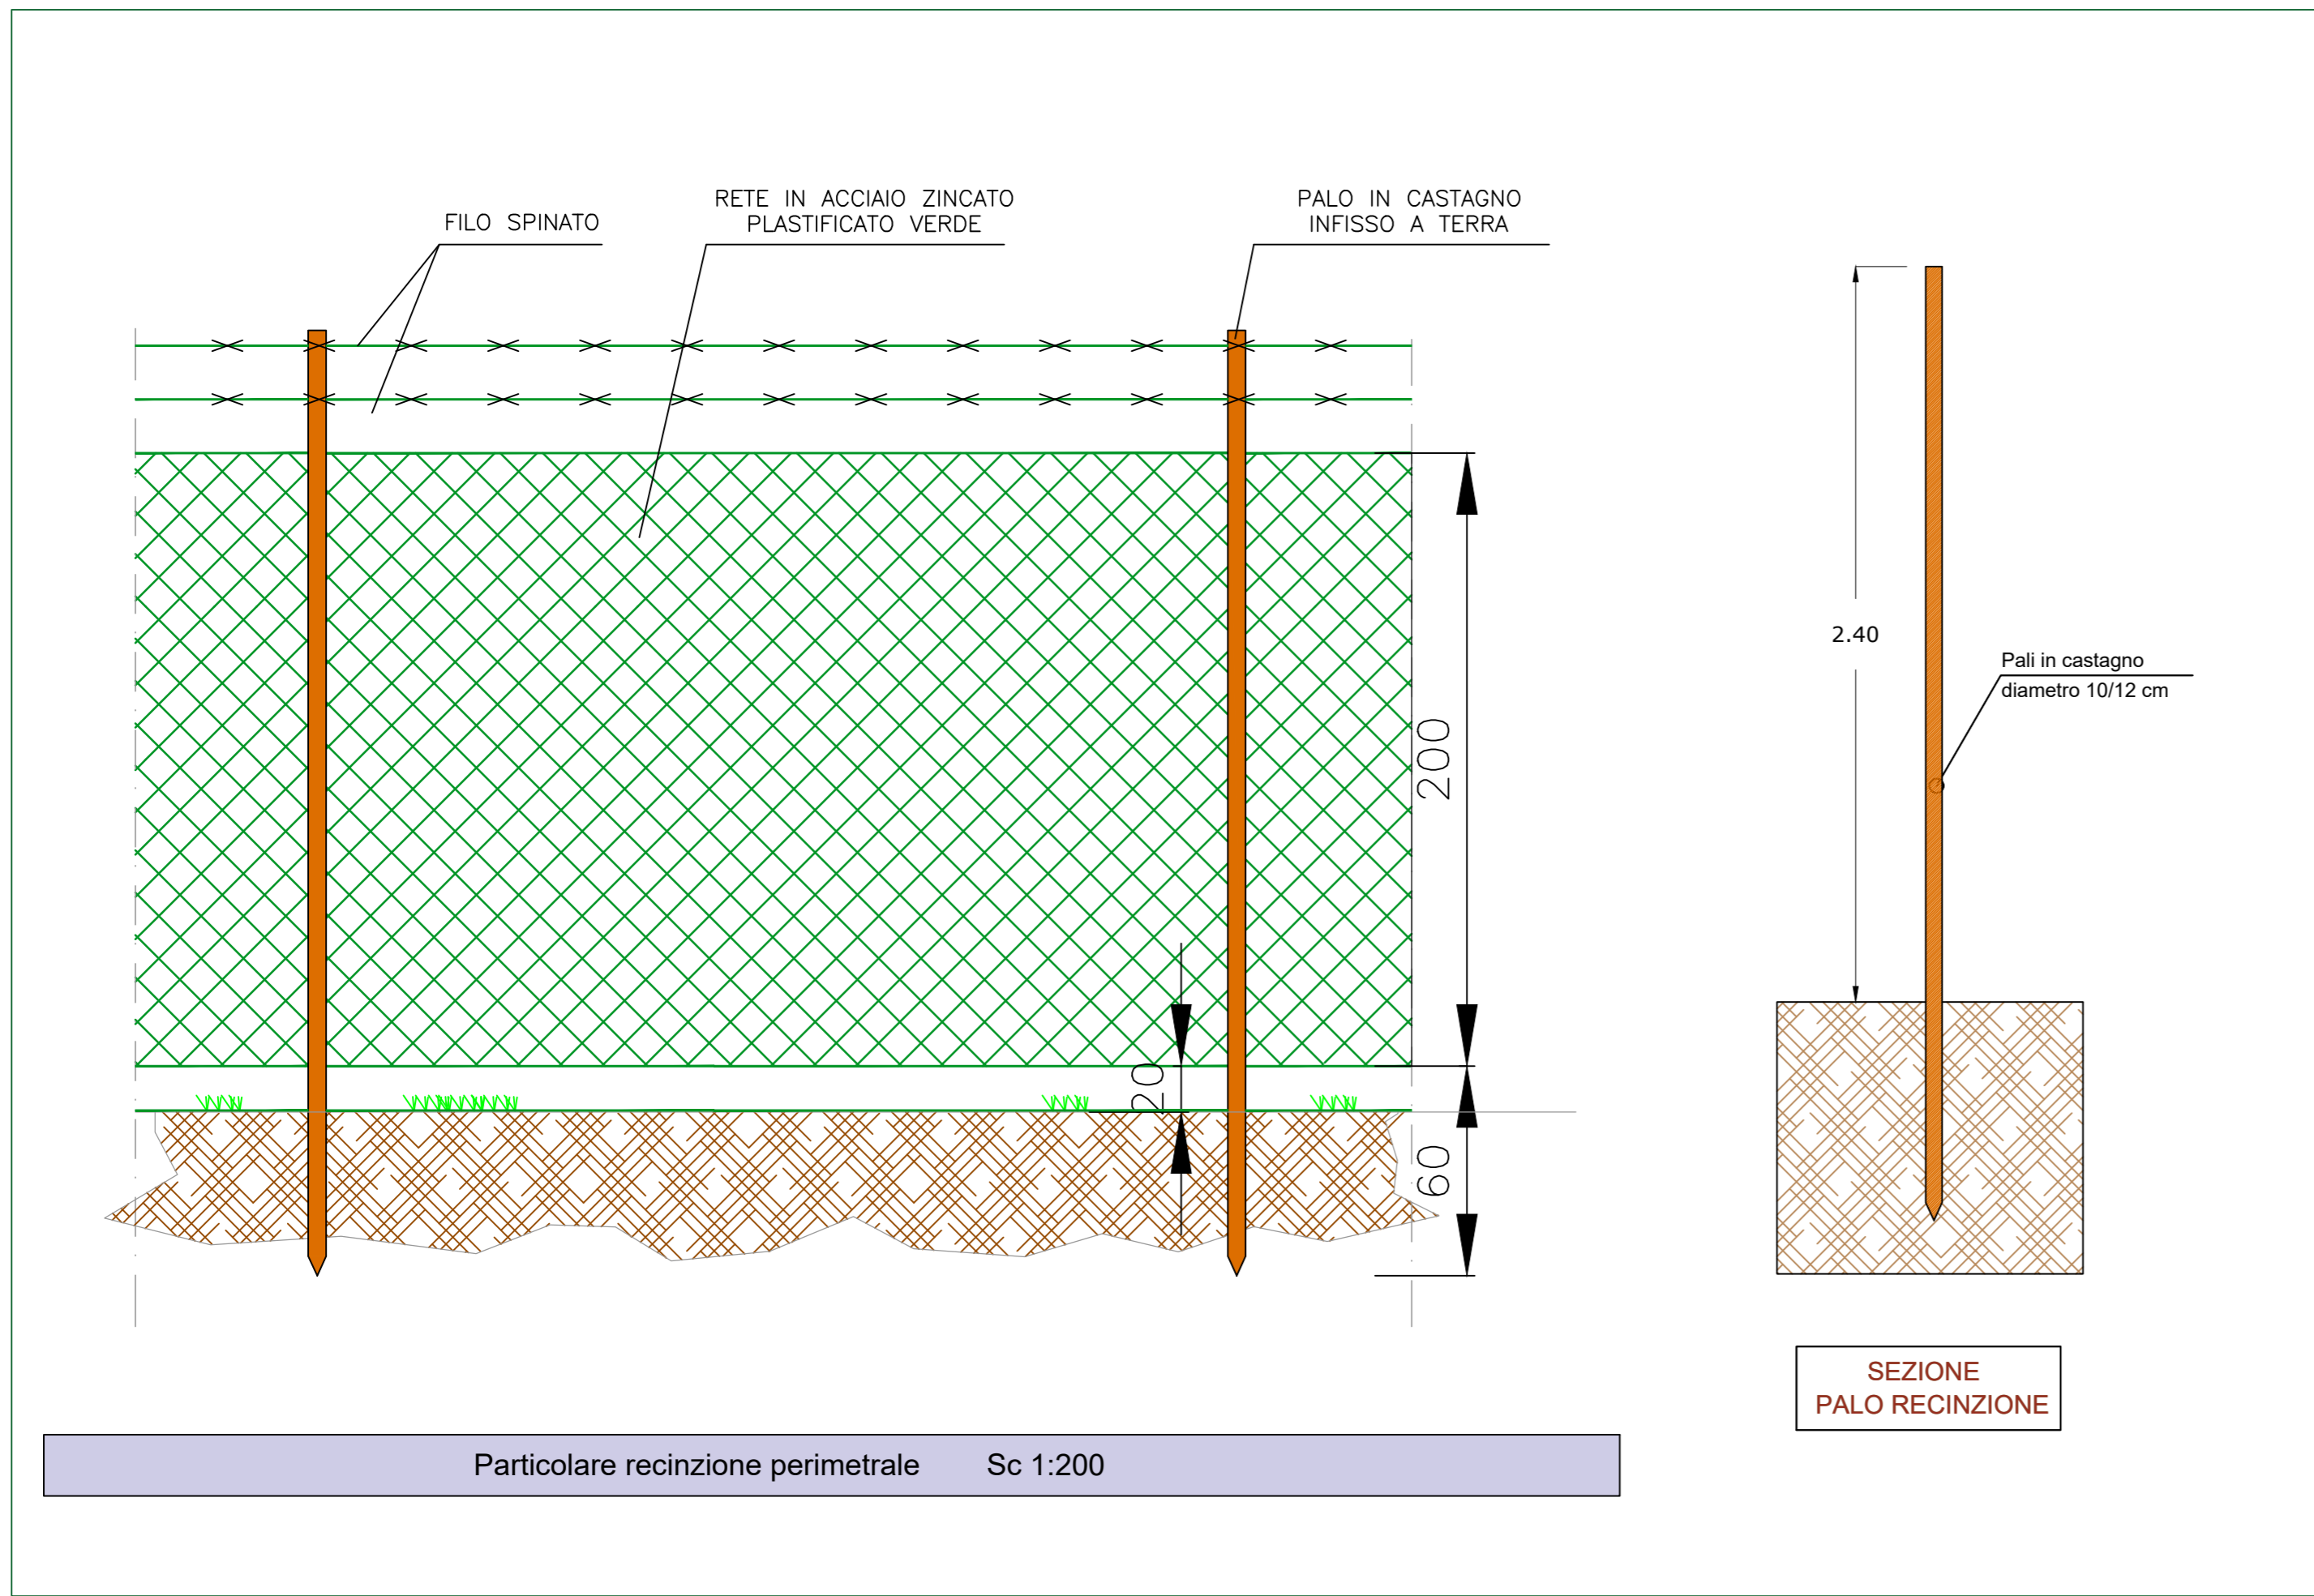 FILO SPINATO
RETE IN ACCIAIO ZINCATO
PLASTIFICATO VERDE
PALO IN CASTAGNO
INFISSO A TERRA
200
20
60
2.40
Pali in castagno
diametro 10/12 cm
SEZIONE
PALO RECINZIONE
Particolare recinzione perimetrale Sc 1:200